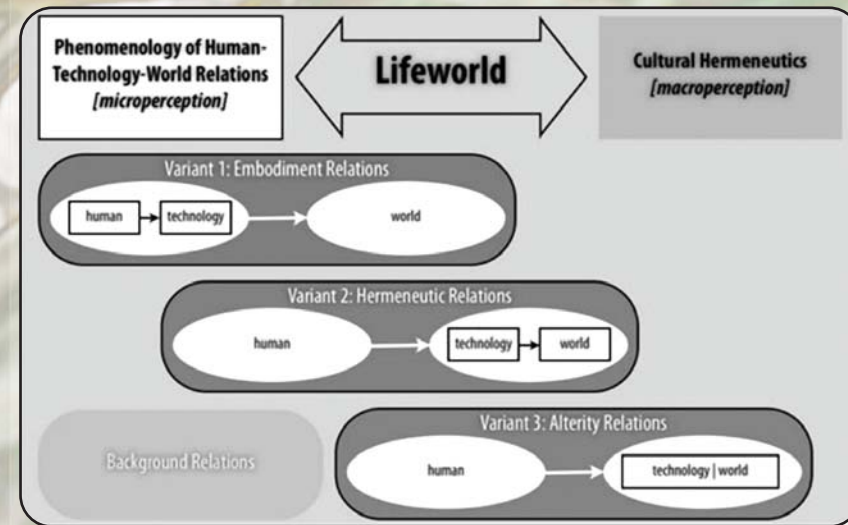 Phenomenology of Human-
Technology-World Relations
[microperception]
Lifeworld
Cultural Hermeneutics
[macroperception]
Variant 1: Embodiment Relations
human
technology
world
Variant 2: Hermeneutic Relations
human
technology
world
Background Relations
Variant 3: Alterity Relations
human
technology | world